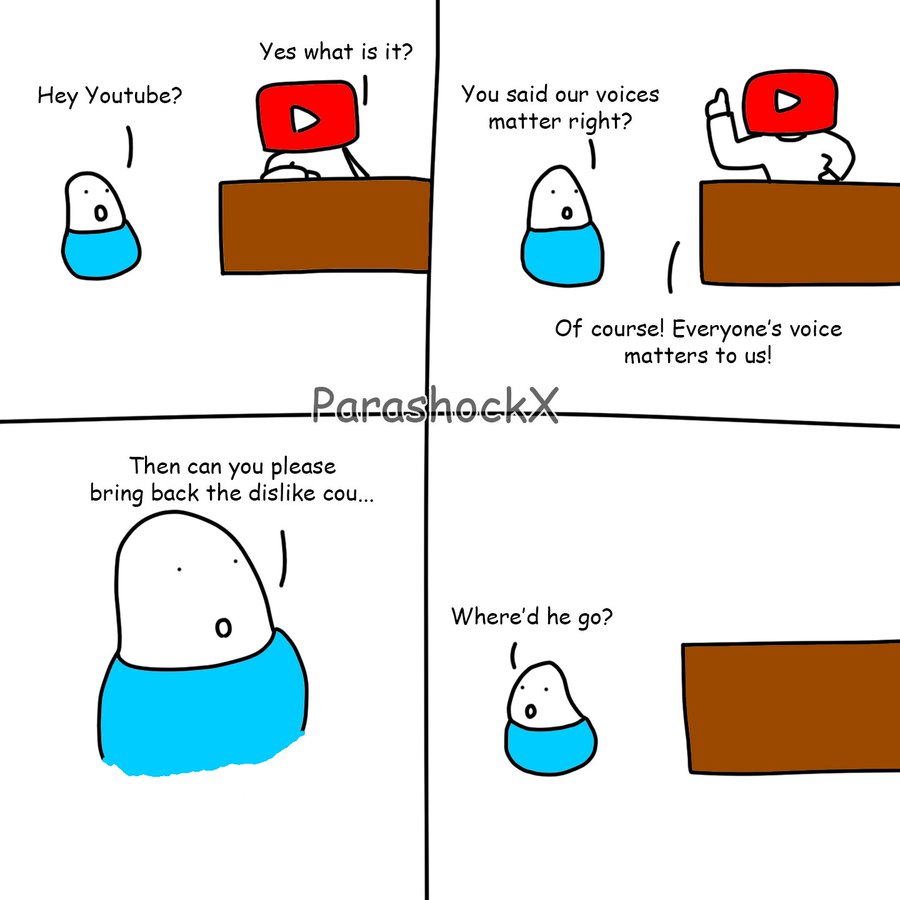 Hey Youtube?
Yes what is it?
You said our voices
matter right?
Of course! Everyone's voice
matters to us!
ParashockX
Then can you please
bring back the dislike cou...
Where'd he go?